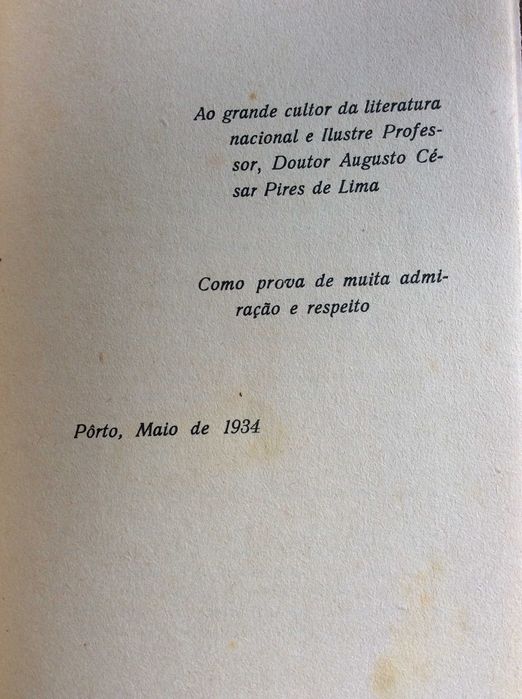 Ao grande cultor da literatura
nacional e Ilustre Profes-
sor, Doutor Augusto Cé-
sar Pires de Lima
Como prova de muita admi-
ração e respeito
Pôrto, Maio de 1934